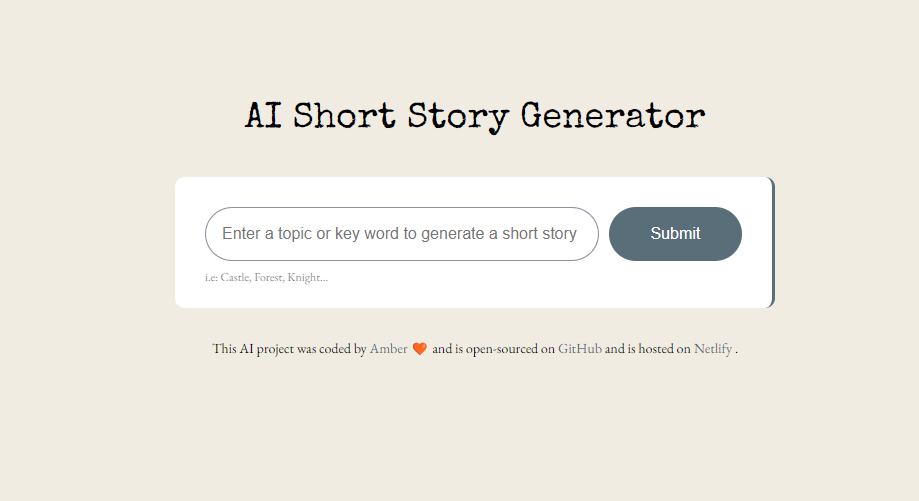 AI Short Story Generator
Enter a topic or key word to generate a short story
Submit
i.e: Castle, Forest, Knight...
This AI project was coded by Amber 🧡 and is open-sourced on GitHub and is hosted on Netlify .